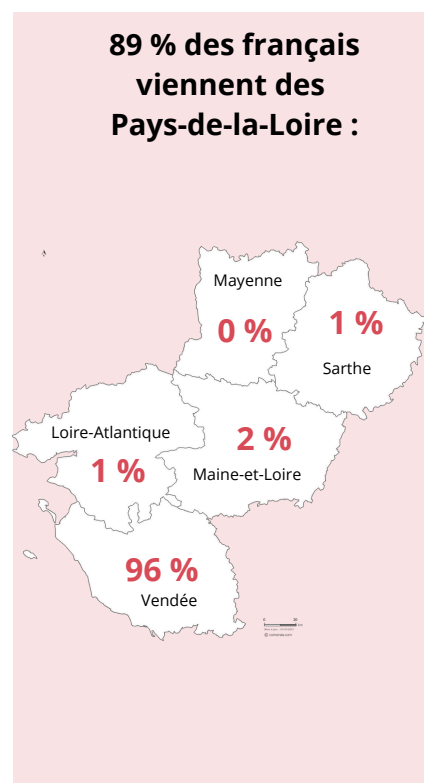 89 % des français
viennent des
Pays-de-la-Loire :
Mayenne
0 %
1 %
Sarthe
Loire-Atlantique
1 %
2 %
Maine-et-Loire
96 %
Vendée